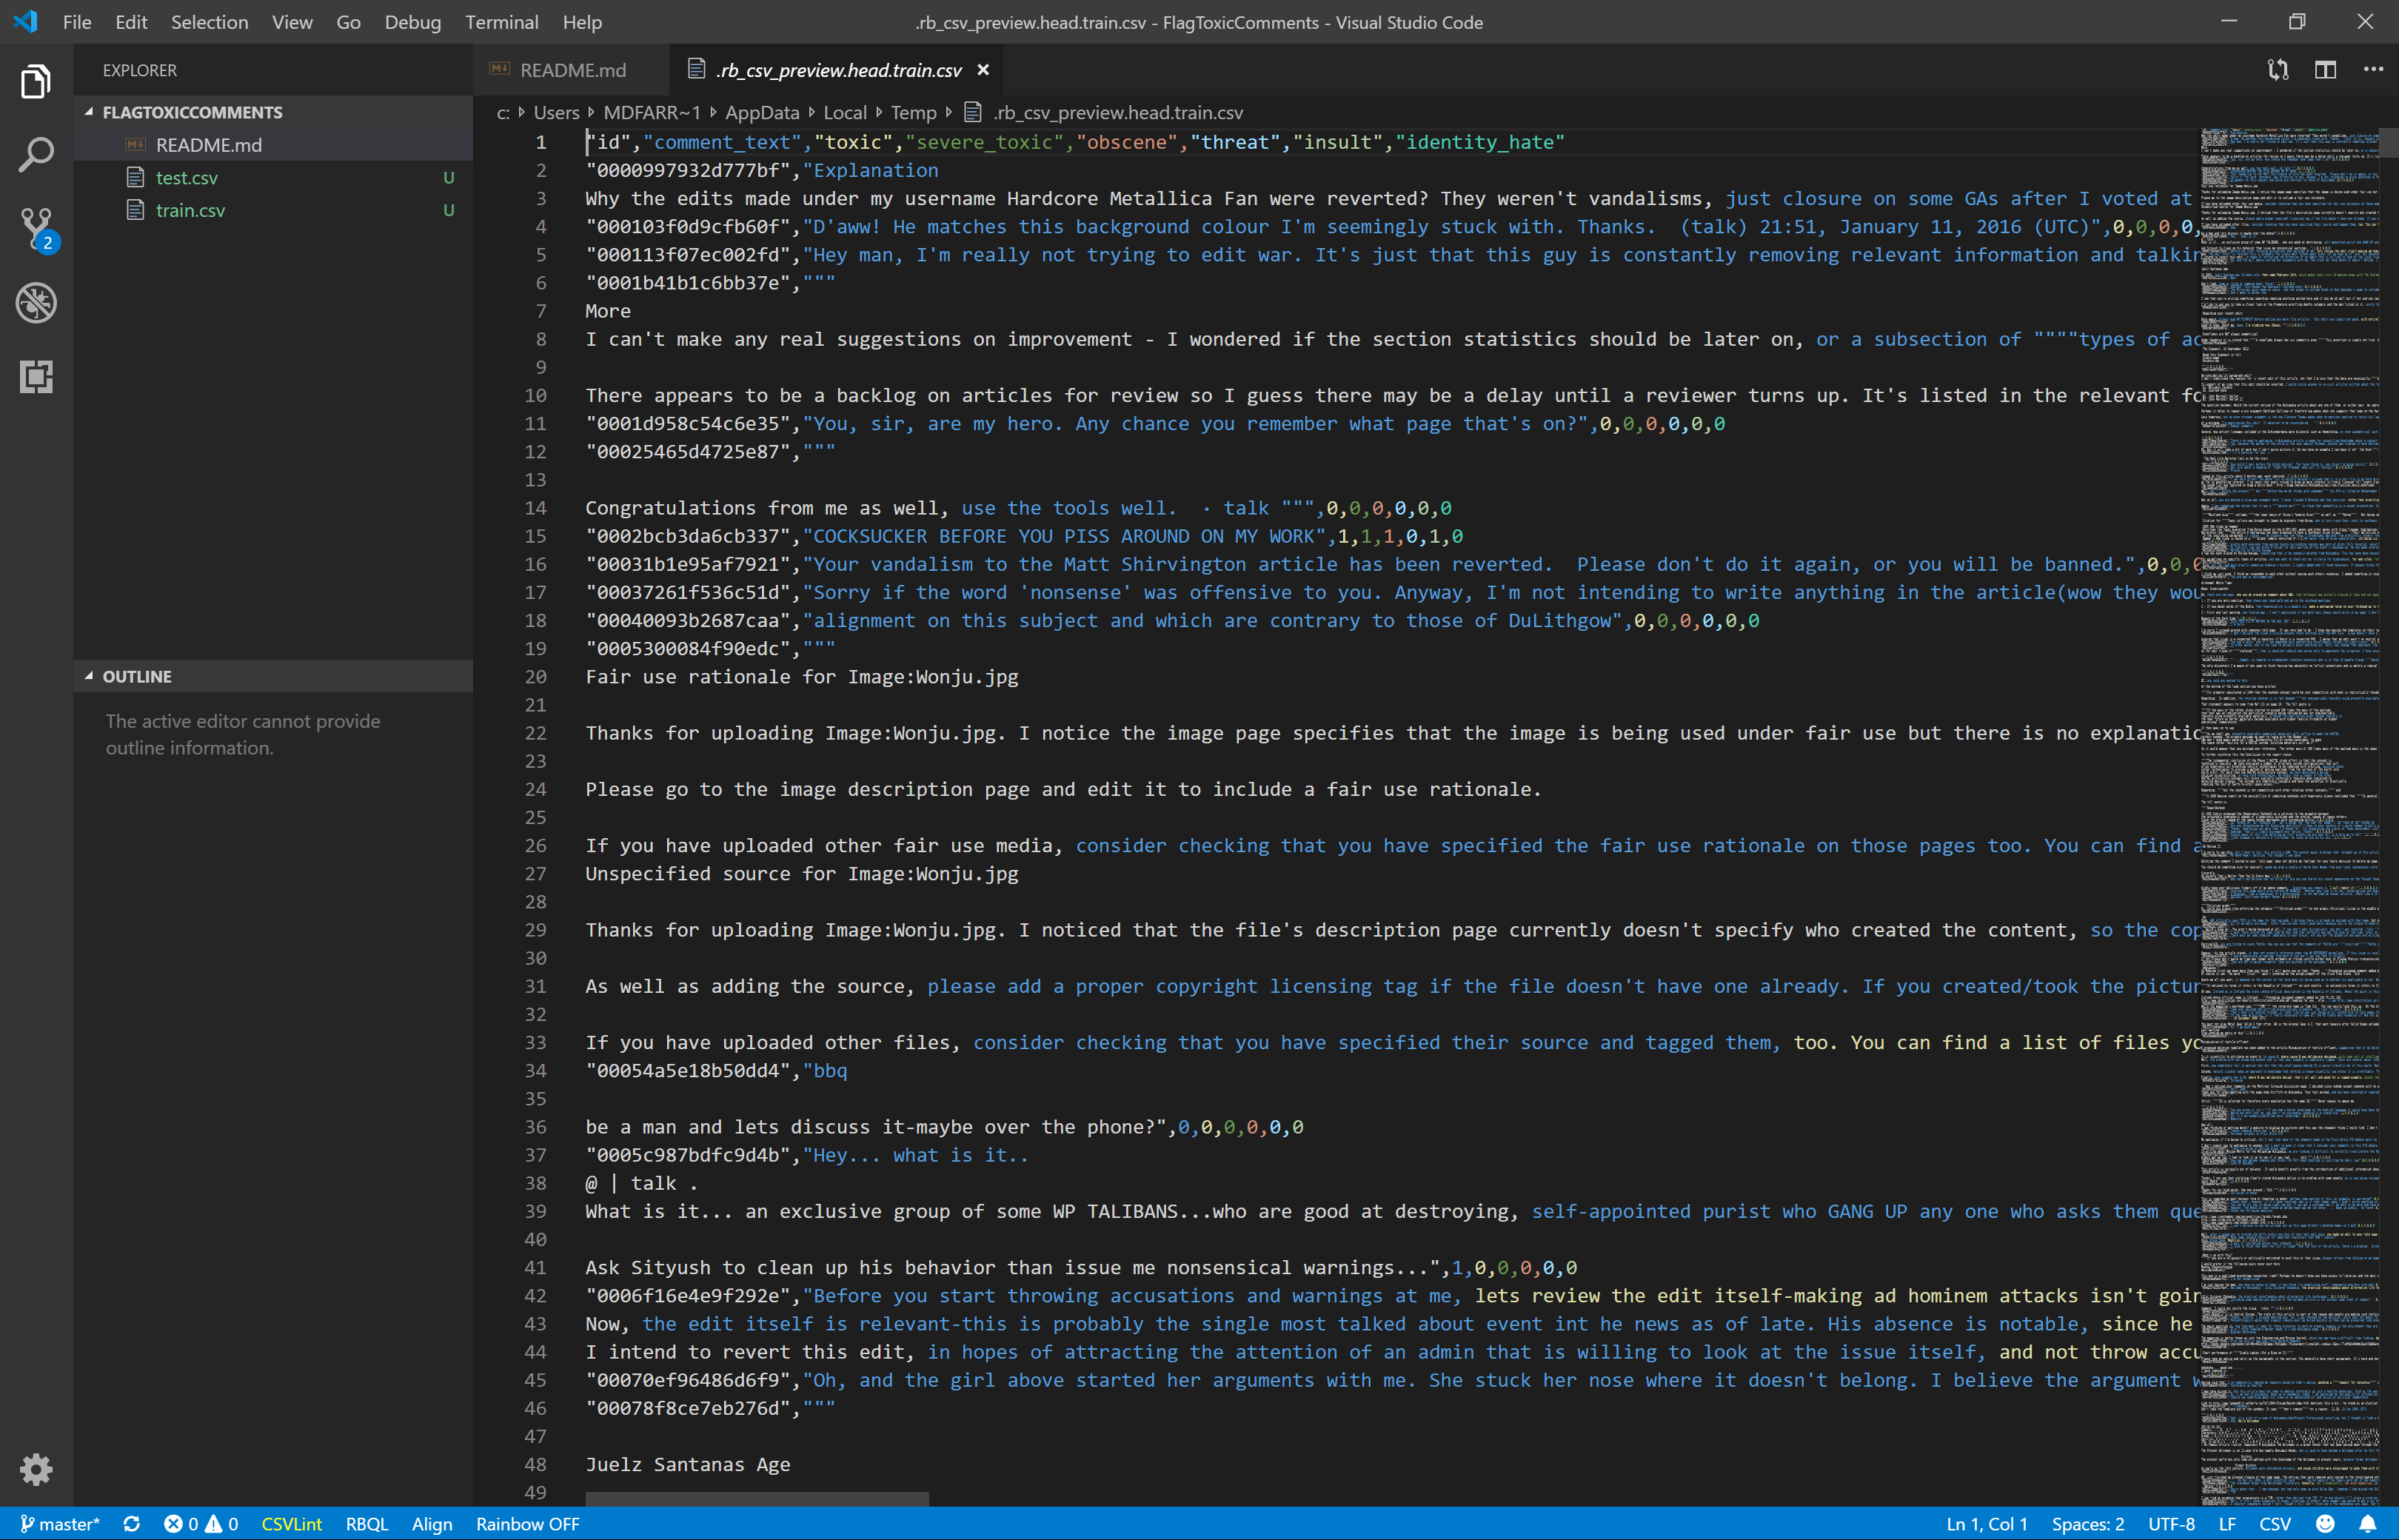 File Edit Selection View Go Debug Terminal Help
.rb_csv_preview.head.train.csv - FlagToxicComments - Visual Studio Code
EXPLORER
FLAGTOXICCOMMENTS
README.md
test.csv U
train.csv U
2
OUTLINE
The active editor cannot provide
outline information.
README.md
.rb_csv_preview.head.train.csv
c: Users MDFARR~1 AppData Local Temp .rb_csv_preview.head.train.csv
1 "id","comment_text","toxic","severe_toxic","obscene","threat","insult","identity_hate"
2 "0000997932d777bf","Explanation
3 Why the edits made under my username Hardcore Metallica Fan were reverted? They weren't vandalisms, just closure on some GAs after I voted at
4 "000103f0d9cfb60f","D'aww! He matches this background colour I'm seemingly stuck with. Thanks.  (talk) 21:51, January 11, 2016 (UTC)",0,0,0,0,
5 "000113f07ec002fd","Hey man, I'm really not trying to edit war. It's just that this guy is constantly removing relevant information and talkin
6 "0001b41b1c6bb37e","""
7 More
8 I can't make any real suggestions on improvement - I wondered if the section statistics should be later on, or a subsection of """"types of ac
9
10 There appears to be a backlog on articles for review so I guess there may be a delay until a reviewer turns up. It's listed in the relevant fo
11 "0001d958c54c6e35","You, sir, are my hero. Any chance you remember what page that's on?",0,0,0,0,0,0
12 "00025465d4725e87","""
13
14 Congratulations from me as well, use the tools well.  · talk """,0,0,0,0,0,0
15 "0002bcb3da6cb337","COCKSUCKER BEFORE YOU PISS AROUND ON MY WORK",1,1,1,0,1,0
16 "00031b1e95af7921","Your vandalism to the Matt Shirvington article has been reverted.  Please don't do it again, or you will be banned.",0,0,0
17 "00037261f536c51d","Sorry if the word 'nonsense' was offensive to you. Anyway, I'm not intending to write anything in the article(wow they wou
18 "00040093b2687caa","alignment on this subject and which are contrary to those of DuLithgow",0,0,0,0,0,0
19 "0005300084f90edc","""
20 Fair use rationale for Image:Wonju.jpg
21
22 Thanks for uploading Image:Wonju.jpg. I notice the image page specifies that the image is being used under fair use but there is no explanatio
23
24 Please go to the image description page and edit it to include a fair use rationale.
25
26 If you have uploaded other fair use media, consider checking that you have specified the fair use rationale on those pages too. You can find a
27 Unspecified source for Image:Wonju.jpg
28
29 Thanks for uploading Image:Wonju.jpg. I noticed that the file's description page currently doesn't specify who created the content, so the cop
30
31 As well as adding the source, please add a proper copyright licensing tag if the file doesn't have one already. If you created/took the pictur
32
33 If you have uploaded other files, consider checking that you have specified their source and tagged them, too. You can find a list of files yo
34 "00054a5e18b50dd4","bbq
35
36 be a man and lets discuss it-maybe over the phone?",0,0,0,0,0,0
37 "0005c987bdfc9d4b","Hey... what is it..
38 @ | talk .
39 What is it... an exclusive group of some WP TALIBANS...who are good at destroying, self-appointed purist who GANG UP any one who asks them que
40
41 Ask Sityush to clean up his behavior than issue me nonsensical warnings...",1,0,0,0,0,0
42 "0006f16e4e9f292e","Before you start throwing accusations and warnings at me, lets review the edit itself-making ad hominem attacks isn't goin
43 Now, the edit itself is relevant-this is probably the single most talked about event int he news as of late. His absence is notable, since he
44 I intend to revert this edit, in hopes of attracting the attention of an admin that is willing to look at the issue itself, and not throw accu
45 "00070ef96486d6f9","Oh, and the girl above started her arguments with me. She stuck her nose where it doesn't belong. I believe the argument w
46 "00078f8ce7eb276d","""
47
48 Juelz Santanas Age
49
master* 0 0 CSVLint RBQL Align Rainbow OFF
Ln 1, Col 1 Spaces: 2 UTF-8 LF CSV